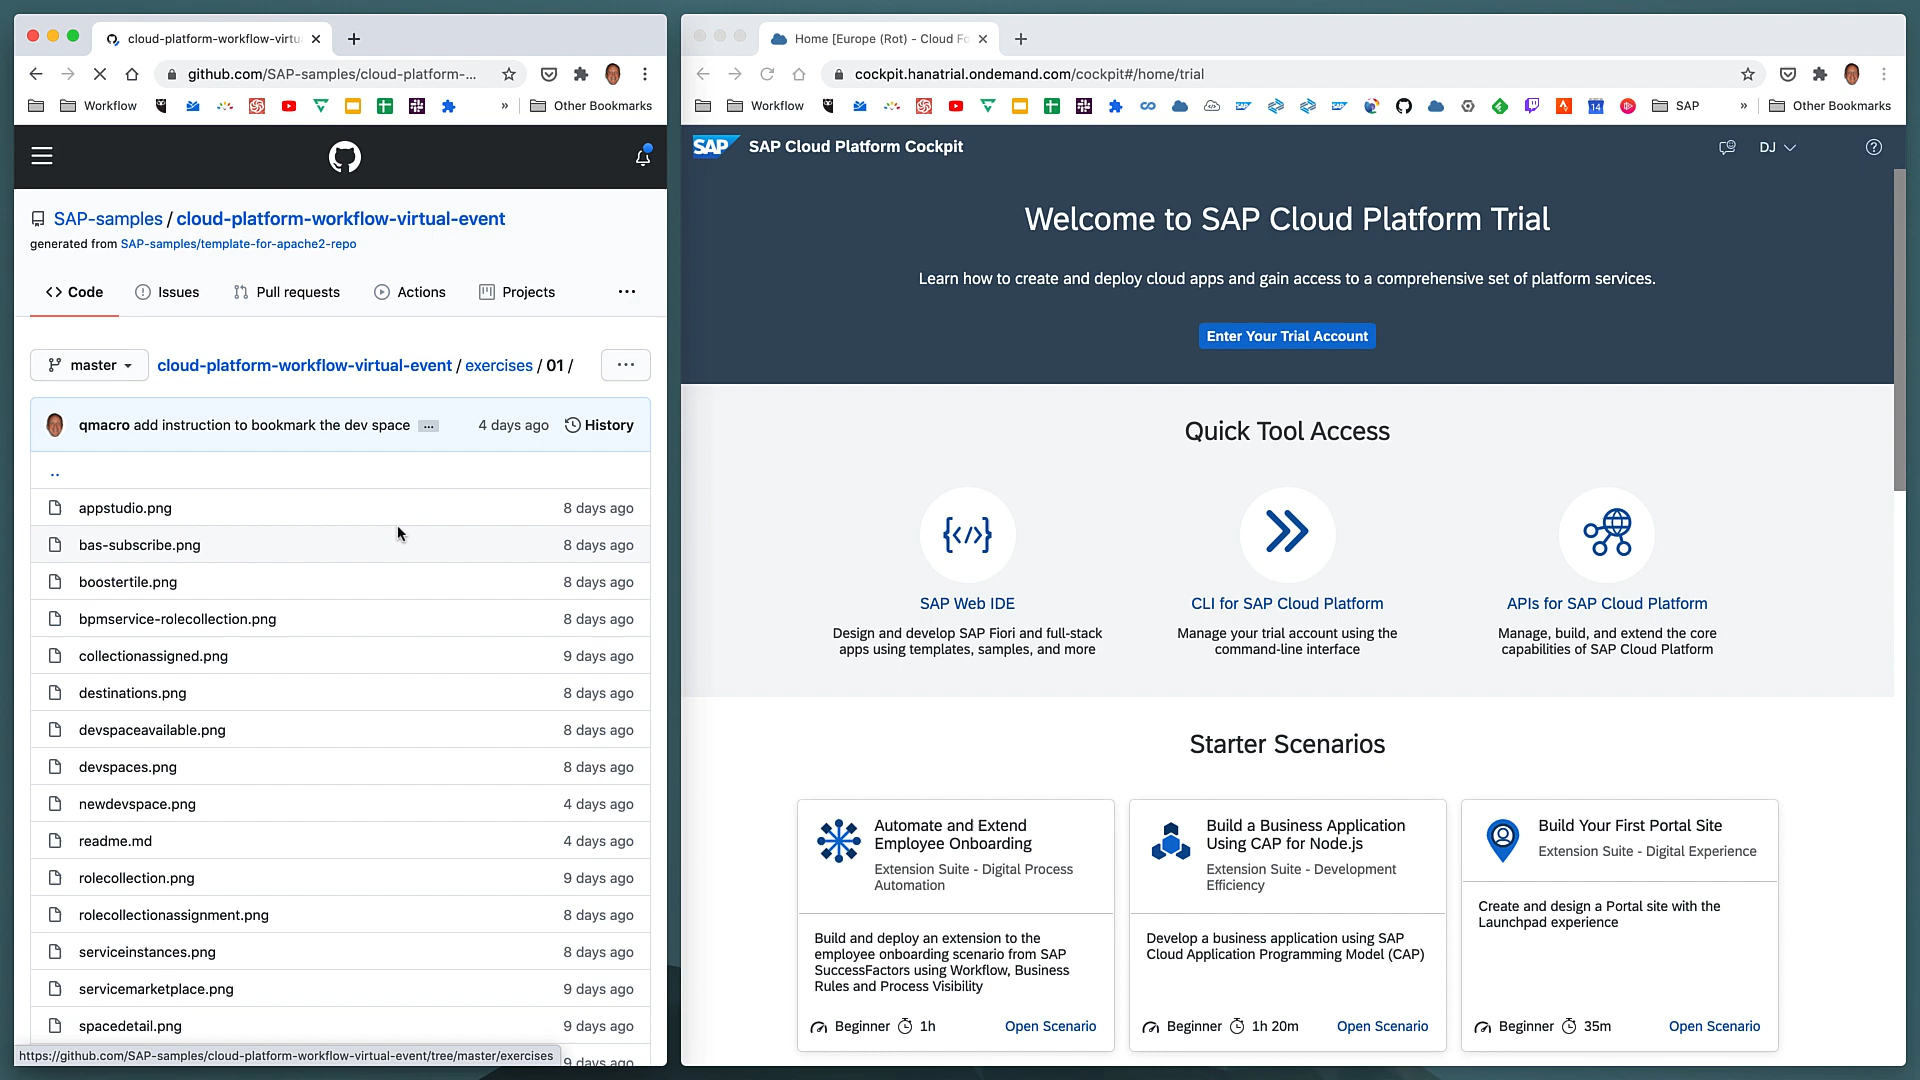 cloud-platform-workflow-virtu
github.com/SAP-samples/cloud-platform-...
Workflow
»
Other Bookmarks
SAP-samples / cloud-platform-workflow-virtual-event
generated from SAP-samples/template-for-apache2-repo
<> Code
Issues
Pull requests
Actions
Projects
...
master
cloud-platform-workflow-virtual-event / exercises / 01 /
...
qmacro add instruction to bookmark the dev space ... 4 days ago History
..
appstudio.png 8 days ago
bas-subscribe.png 8 days ago
boostertile.png 8 days ago
bpmservice-rolecollection.png 8 days ago
collectionassigned.png 9 days ago
destinations.png 8 days ago
devspaceavailable.png 8 days ago
devspaces.png 8 days ago
newdevspace.png 4 days ago
readme.md 4 days ago
rolecollection.png 9 days ago
rolecollectionassignment.png 8 days ago
serviceinstances.png 8 days ago
servicemarketplace.png 9 days ago
spacedetail.png 9 days ago
9 days ago
https://github.com/SAP-samples/cloud-platform-workflow-virtual-event/tree/master/exercises
Home [Europe (Rot) - Cloud Fo
cockpit.hanatrial.ondemand.com/cockpit#/home/trial
Workflow
14
SAP
»
Other Bookmarks
SAP SAP Cloud Platform Cockpit
DJ
?
Welcome to SAP Cloud Platform Trial
Learn how to create and deploy cloud apps and gain access to a comprehensive set of platform services.
Enter Your Trial Account
Quick Tool Access
SAP Web IDE
Design and develop SAP Fiori and full-stack
apps using templates, samples, and more
CLI for SAP Cloud Platform
Manage your trial account using the
command-line interface
APIs for SAP Cloud Platform
Manage, build, and extend the core
capabilities of SAP Cloud Platform
Starter Scenarios
Automate and Extend
Employee Onboarding
Extension Suite - Digital Process
Automation
Build and deploy an extension to the
employee onboarding scenario from SAP
SuccessFactors using Workflow, Business
Rules and Process Visibility
Beginner 1h Open Scenario
Build a Business Application
Using CAP for Node.js
Extension Suite - Development
Efficiency
Develop a business application using SAP
Cloud Application Programming Model (CAP)
Beginner 1h 20m Open Scenario
Build Your First Portal Site
Extension Suite - Digital Experience
Create and design a Portal site with the
Launchpad experience
Beginner 35m Open Scenario